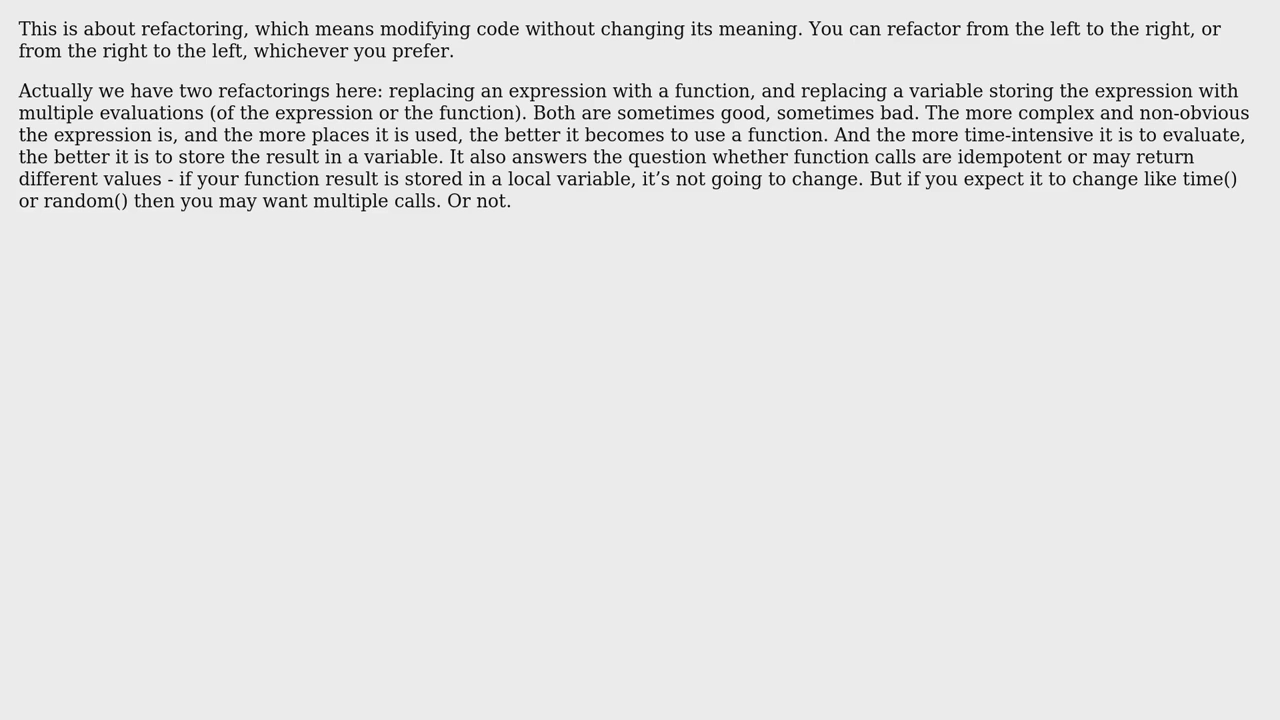 This is about refactoring, which means modifying code without changing its meaning. You can refactor from the left to the right, or
from the right to the left, whichever you prefer.
Actually we have two refactorings here: replacing an expression with a function, and replacing a variable storing the expression with
multiple evaluations (of the expression or the function). Both are sometimes good, sometimes bad. The more complex and non-obvious
the expression is, and the more places it is used, the better it becomes to use a function. And the more time-intensive it is to evaluate,
the better it is to store the result in a variable. It also answers the question whether function calls are idempotent or may return
different values - if your function result is stored in a local variable, it’s not going to change. But if you expect it to change like time()
or random() then you may want multiple calls. Or not.